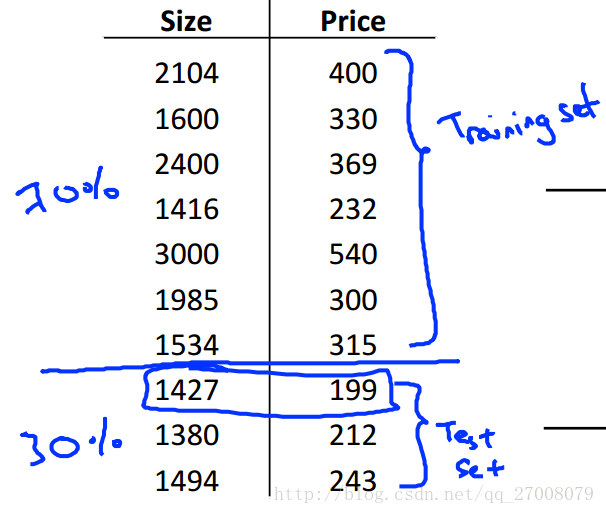 Size Price
2104 400
1600 330
2400 369
1416 232
3000 540
1985 300
1534 315
1427 199
1380 212
1494 243
70%
30%
Training set
Test
set
http://blog.csdn.net/qq_27008079